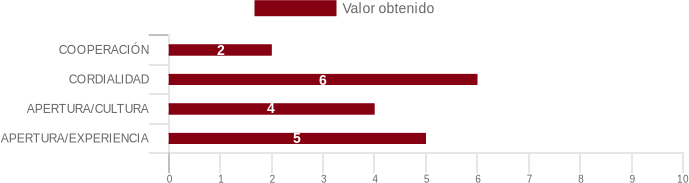 Valor obtenido
COOPERACIÓN 2
CORDIALIDAD 6
APERTURA/CULTURA 4
APERTURA/EXPERIENCIA 5
0 1 2 3 4 5 6 7 8 9 10